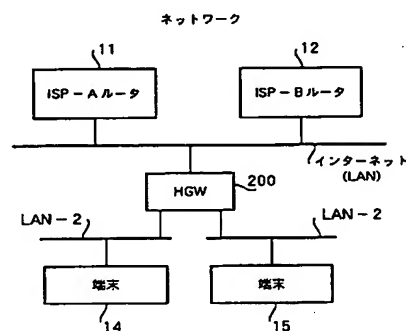 ネットワーク
11
12
ISP-Aルータ
ISP-Bルータ
インターネット
(LAN)
HGW
200
LAN-2
LAN-2
端末
端末
14
15